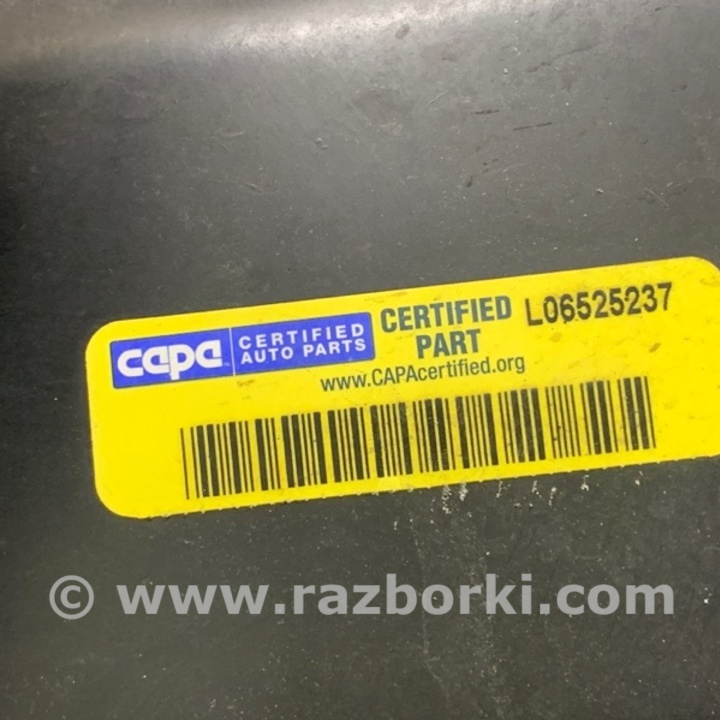 capa CERTIFIED AUTO PARTS
CERTIFIED PART
L06525237
www.CAPAcertified.org
© www.razborki.com